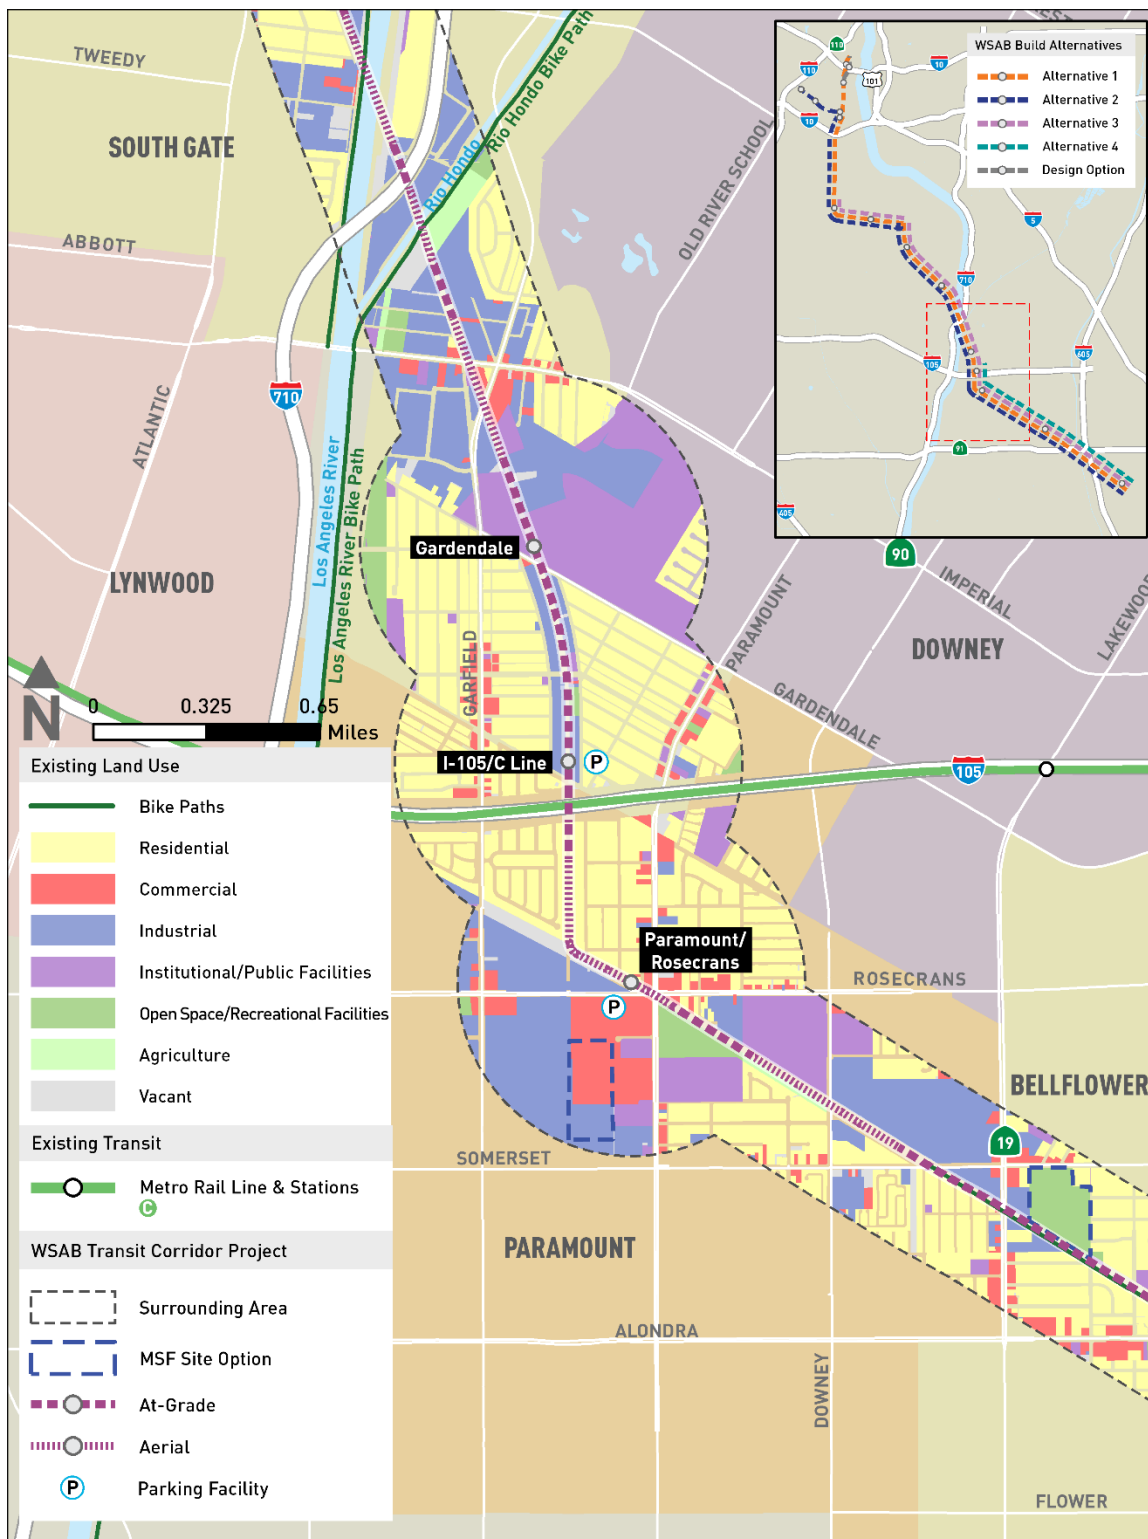 TWEEDY
SOUTH GATE
ABBOTT
ATLANTIC
LYNWOOD
710
Los Angeles River
Los Angeles River Bike Path
Rio Hondo
Rio Hondo Bike Path
OLD RIVER SCHOOL
WSAB Build Alternatives
Alternative 1
Alternative 2
Alternative 3
Alternative 4
Design Option
110
110
101
10
10
5
710
105
605
91
405
90
IMPERIAL
LAKEWOOD
DOWNEY
PARAMOUNT
GARDENDALE
GARFIELD
Gardendale
I-105/C Line
P
105
N
0 0.325 0.65
Miles
Paramount/
Rosecrans
P
ROSECRANS
BELLFLOWER
19
SOMERSET
PARAMOUNT
ALONDRA
DOWNEY
FLOWER
Existing Land Use
Bike Paths
Residential
Commercial
Industrial
Institutional/Public Facilities
Open Space/Recreational Facilities
Agriculture
Vacant
Existing Transit
Metro Rail Line & Stations
C
WSAB Transit Corridor Project
Surrounding Area
MSF Site Option
At-Grade
Aerial
P
Parking Facility